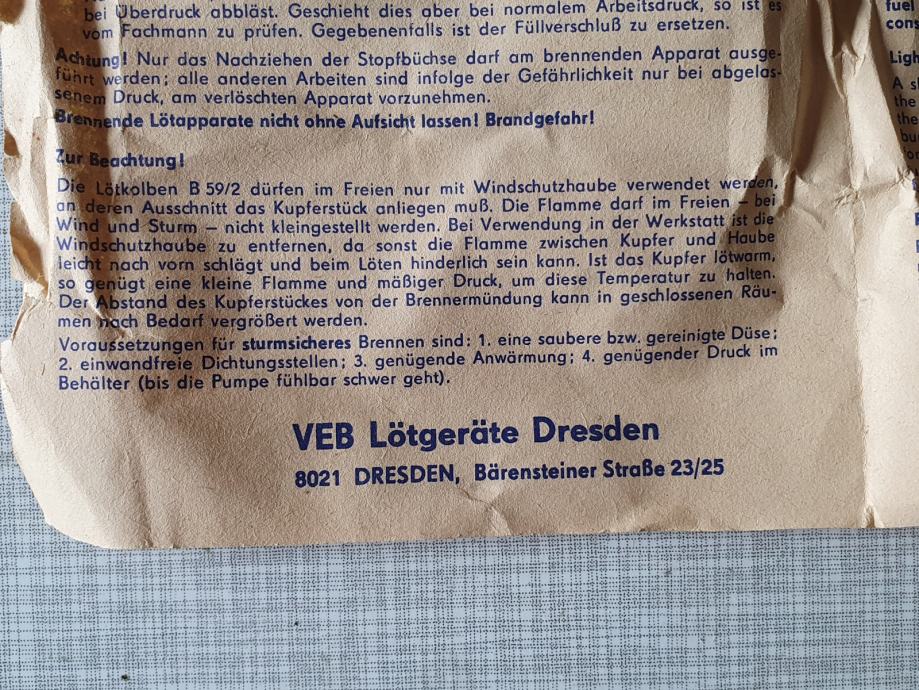 bei Überdruck abbläst. Geschieht dies aber bei normalem Arbeitsdruck, so ist es
vom Fachmann zu prüfen. Gegebenenfalls ist der Füllverschluß zu ersetzen.
Achtung! Nur das Nachziehen der Stopfbüchse darf am brennenden Apparat ausge-
führt werden; alle anderen Arbeiten sind infolge der Gefährlichkeit nur bei abgelas-
senem Druck, am verlöschten Apparat vorzunehmen.
Brennende Lötapparate nicht ohne Aufsicht lassen! Brandgefahr!
Zur Beachtung!
Die Lötkolben B 59/2 dürfen im Freien nur mit Windschutzhaube verwendet werden,
an deren Ausschnitt das Kupferstück anliegen muß. Die Flamme darf im Freien – bei
Wind und Sturm – nicht kleingestellt werden. Bei Verwendung in der Werkstatt ist die
Windschutzhaube zu entfernen, da sonst die Flamme zwischen Kupfer und Haube
leicht nach vorn schlägt und beim Löten hinderlich sein kann. Ist das Kupfer lötwarm,
so genügt eine kleine Flamme und mäßiger Druck, um diese Temperatur zu halten.
Der Abstand des Kupferstückes von der Brennermündung kann in geschlossenen Räu-
men nach Bedarf vergrößert werden.
Voraussetzungen für sturmsicheres Brennen sind: 1. eine saubere bzw. gereinigte Düse;
2. einwandfreie Dichtungsstellen; 3. genügende Anwärmung; 4. genügender Druck im
Behälter (bis die Pumpe fühlbar schwer geht).
VEB Lötgeräte Dresden
8021 DRESDEN, Bärensteiner Straße 23/25
fuel
cons
Ligh
A sl
the
the